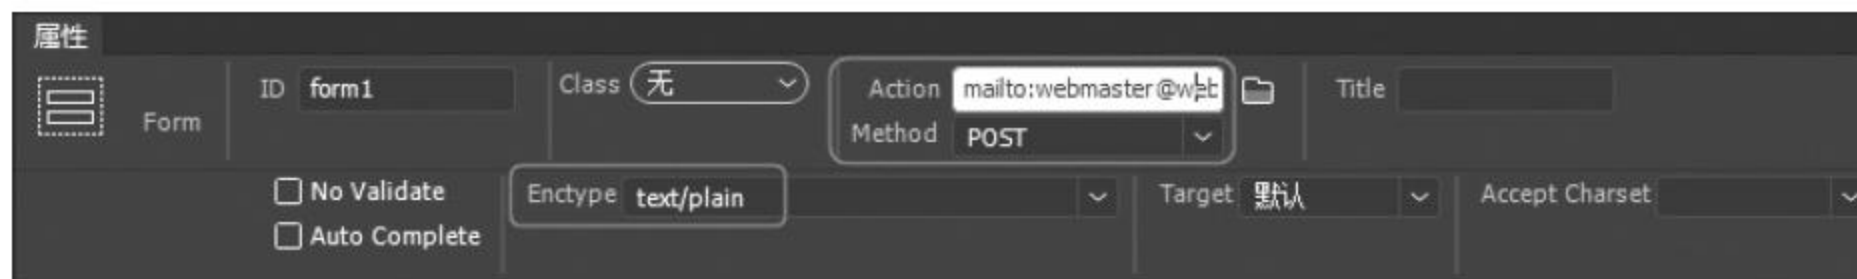 属性
ID form1
Class 无
Action mailto:webmaster@web
Title
Form
Method POST
No Validate
Enctype text/plain
Target 默认
Accept Charset
Auto Complete